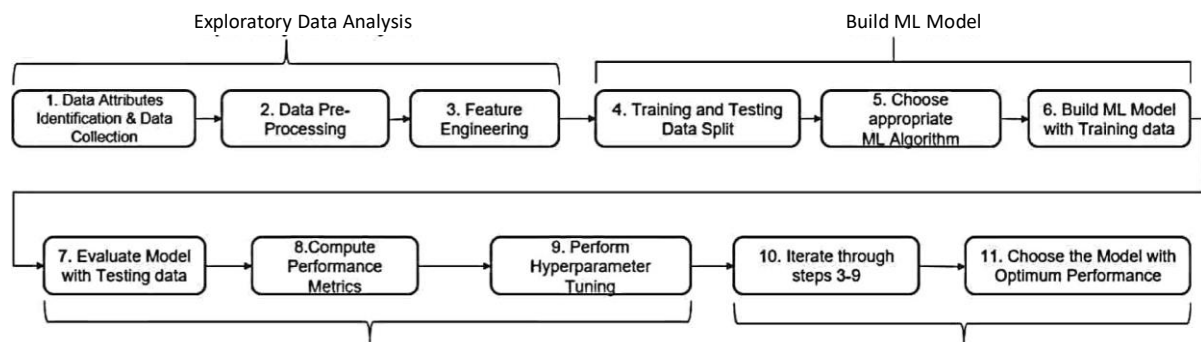 Exploratory Data Analysis
Build ML Model
1. Data Attributes
Identification & Data
Collection
2. Data Pre-
Processing
3. Feature
Engineering
4. Training and Testing
Data Split
5. Choose
appropriate
ML Algorithm
6. Build ML Model
with Training data
7. Evaluate Model
with Testing data
8.Compute
Performance
Metrics
9. Perform
Hyperparameter
Tuning
10. Iterate through
steps 3-9
11. Choose the Model with
Optimum Performance